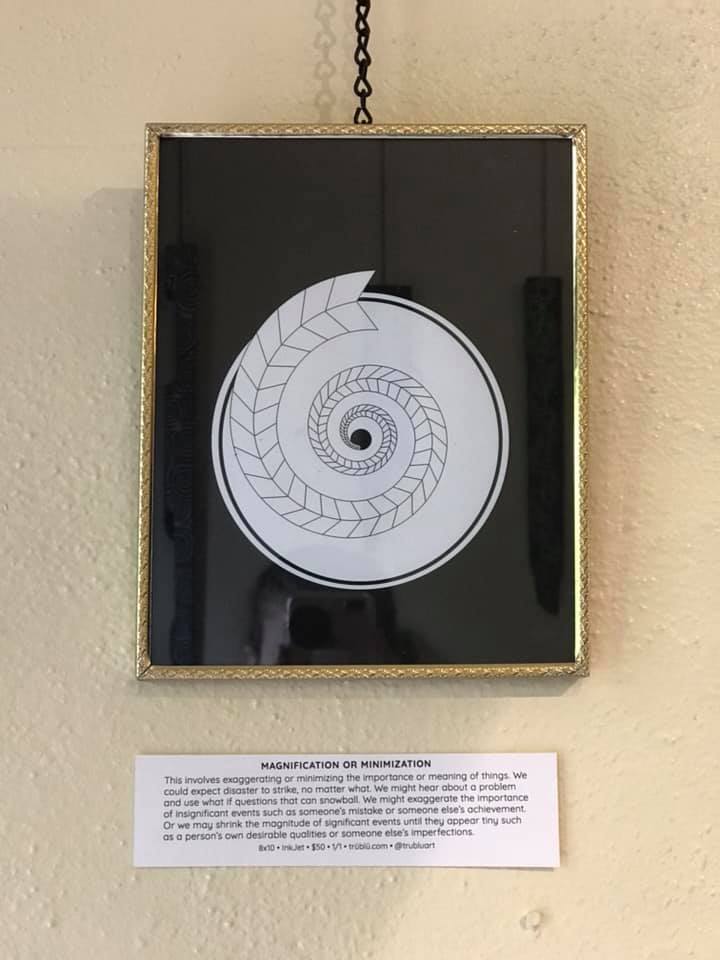 MAGNIFICATION OR MINIMIZATION
This involves exaggerating or minimizing the importance or meaning of things. We
could expect disaster to strike, no matter what. We might hear about a problem
and use what if questions that can snowball. We might exaggerate the importance
of insignificant events such as someone's mistake or someone else's achievement.
Or we may shrink the magnitude of significant events until they appear tiny such
as a person's own desirable qualities or someone else's imperfections.
8x10 • InkJet • $50 • 1/1 • trüblü.com • @trubluart